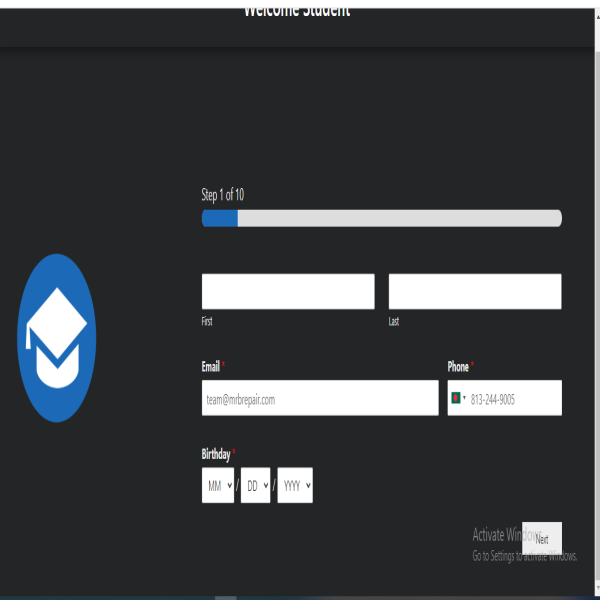 Welcome Student
Step 1 of 10
First Last
Email * Phone *
team@mrbrepair.com 813-244-9005
Birthday *
MM / DD / YYYY
Activate Windows
Next
Go to Settings to activate Windows.